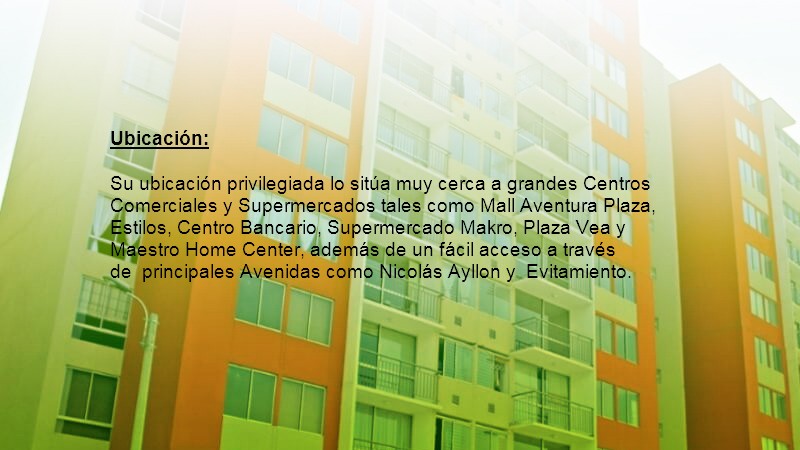 Ubicación:
Su ubicación privilegiada lo sitúa muy cerca a grandes Centros
Comerciales y Supermercados tales como Mall Aventura Plaza,
Estilos, Centro Bancario, Supermercado Makro, Plaza Vea y
Maestro Home Center, además de un fácil acceso a través
de  principales Avenidas como Nicolás Ayllon y  Evitamiento.